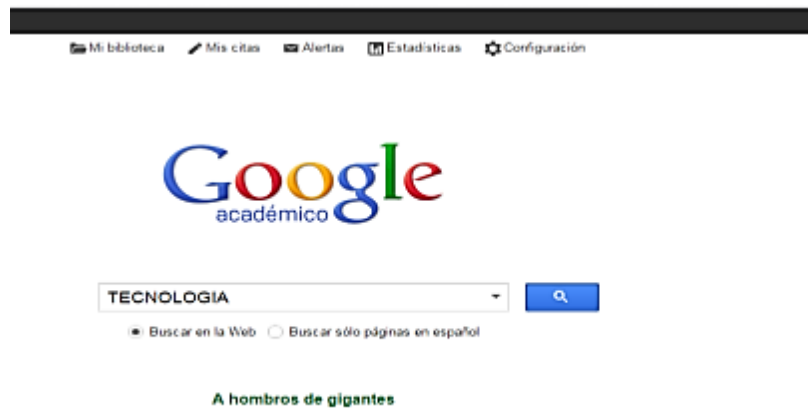 Mi biblioteca Mis citas Alertas Estadísticas Configuración
Google
académico
TECNOLOGIA
Buscar en la Web Buscar sólo páginas en español
A hombros de gigantes